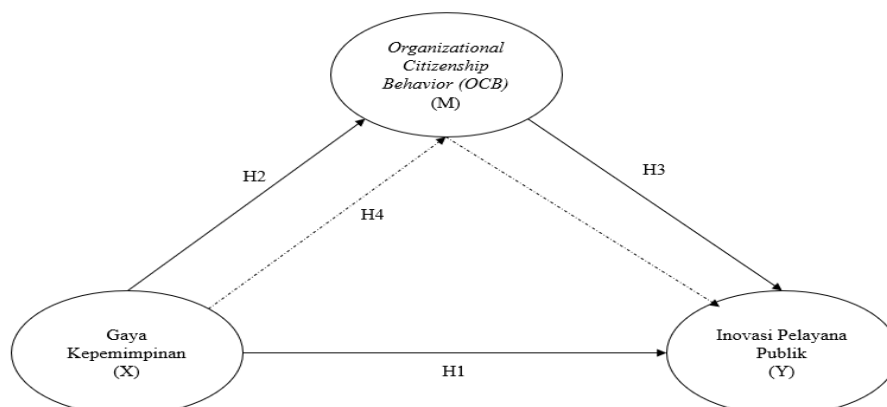 Organizational
Citizenship
Behavior (OCB)
(M)
H2
H3
H4
Gaya
Kepemimpinan
(X)
Inovasi Pelayana
Publik
(Y)
H1